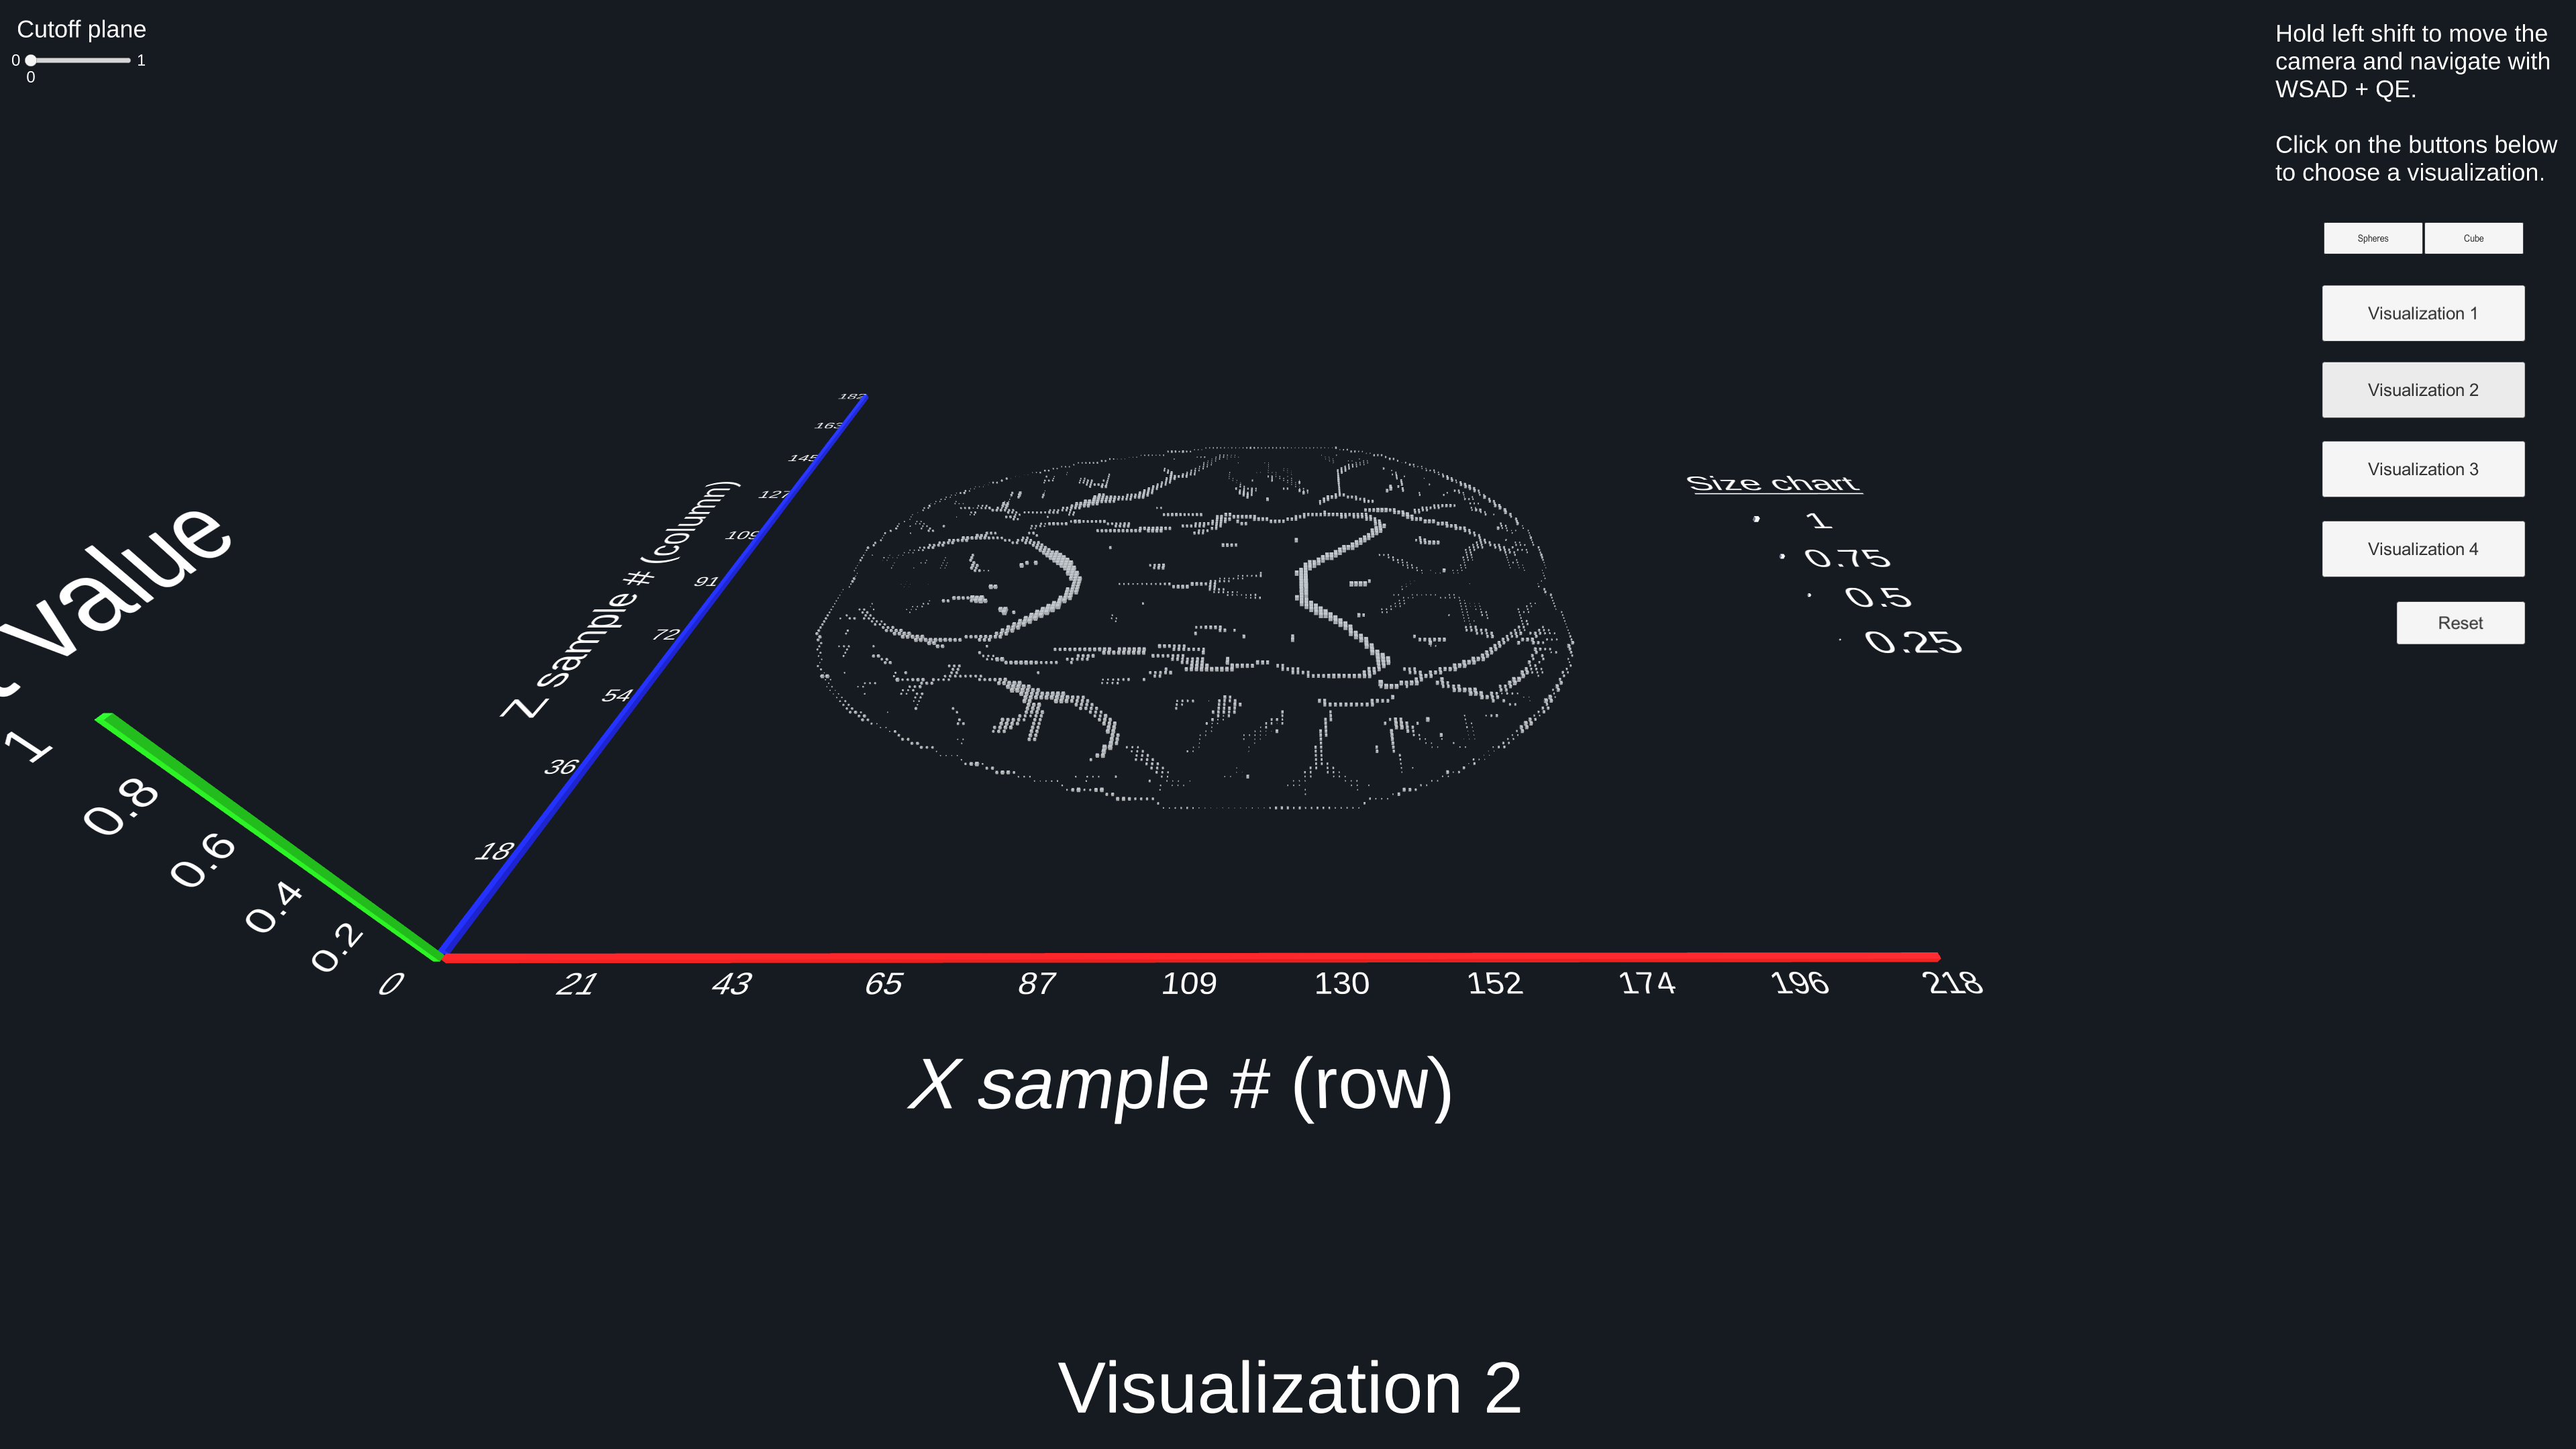 Cutoff plane
0
1
0
Hold left shift to move the
camera and navigate with
WSAD + QE.
Click on the buttons below
to choose a visualization.
Spheres
Cube
Visualization 1
Visualization 2
Visualization 3
Visualization 4
Reset
182
163
145
127
109
91
72
54
36
18
Z sample # (column)
Size chart
1
0.75
0.5
0.25
value
1
0.8
0.6
0.4
0.2
0
21
43
65
87
109
130
152
174
196
218
X sample # (row)
Visualization 2